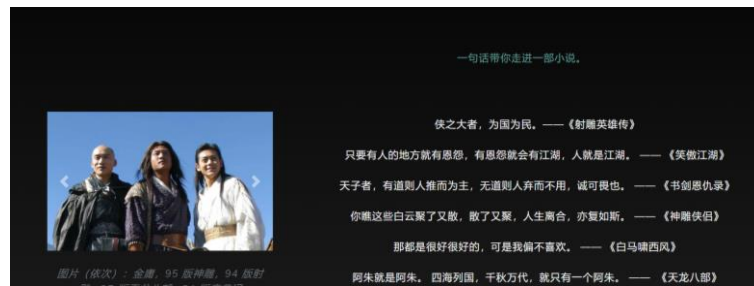 一句话带你走进一部小说。
侠之大者，为国为民。——《射雕英雄传》
只要有人的地方就有恩怨，有恩怨就会有江湖，人就是江湖。 —— 《笑傲江湖》
天子者，有道则人推而为主，无道则人弃而不用，诚可畏也。 —— 《书剑恩仇录》
你瞧这些白云聚了又散，散了又聚，人生离合，亦复如斯。 —— 《神雕侠侣》
那都是很好很好的，可是我偏不喜欢。 —— 《白马啸西风》
阿朱就是阿朱。 四海列国，千秋万代，就只有一个阿朱。 —— 《天龙八部》
图片（依次）：金庸，95 版神雕，94 版射